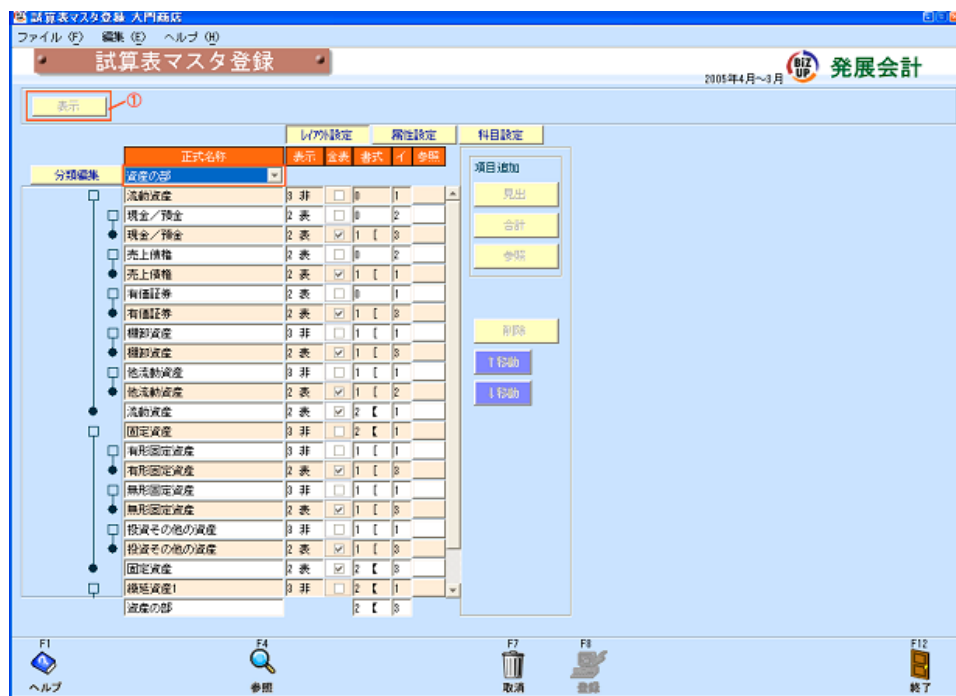 試算表マスタ登録 大門商店
ファイル(F) 編集(E) ヘルプ(H)
試算表マスタ登録
2005年4月～3月 BIZ UP 発展会計
表示 ①
レイアウト設定 属性設定 科目設定
正式名称 表示 金表 書式 イ 参照
分類編集 資産の部
項目追加
流動資産 3 非 0 1
見出
現金／預金 2 表 0 2
合計
現金／預金 2 表 1 [ 3
売上債権 2 表 0 2
参照
売上債権 2 表 1 [ 1
有価証券 2 表 0 1
有価証券 2 表 1 [ 3
棚卸資産 3 非 1 [ 1
削除
棚卸資産 2 表 1 [ 3
他流動資産 3 非 1 [ 1
↑移動
他流動資産 2 表 1 [ 2
↓移動
流動資産 2 表 2 【 1
固定資産 3 非 2 【 1
有形固定資産 3 非 1 [ 1
有形固定資産 2 表 1 [ 3
無形固定資産 3 非 1 [ 1
無形固定資産 2 表 1 [ 3
投資その他の資産 3 非 1 [ 1
投資その他の資産 2 表 1 [ 3
固定資産 2 表 2 【 3
繰延資産1 3 非 2 【 1
資産の部 2 【 3
F1 F4 F7 F8 F12
ヘルプ 参照 取消 登録 終了